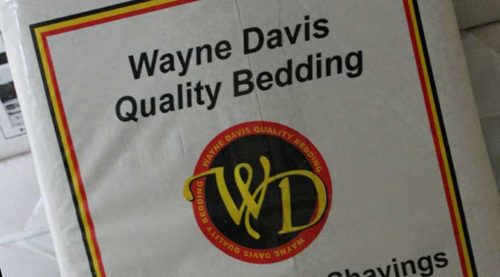 Wayne Davis
Quality Bedding
WAYNE DAVIS QUALITY BEDDING
WD
WAYNE DAVIS QUALITY BEDDING
Shavings